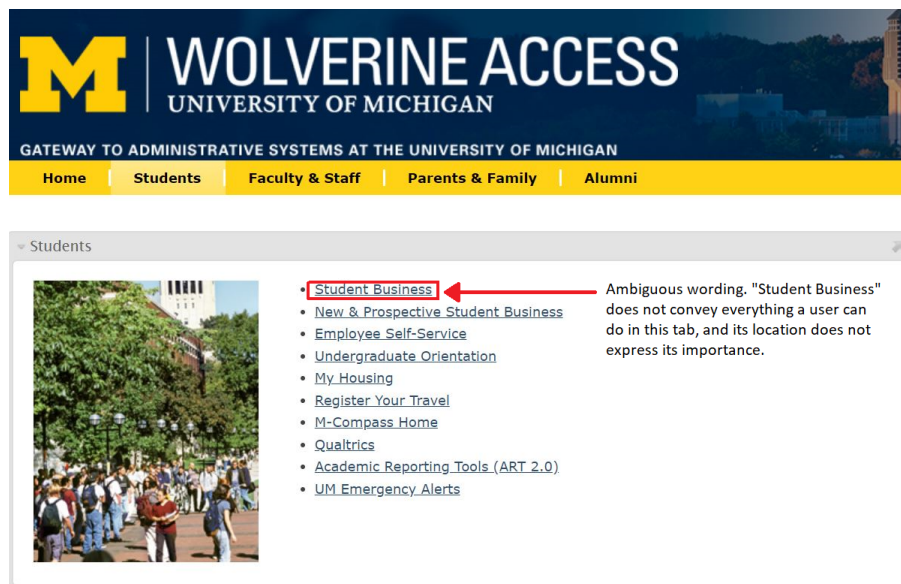 M WOLVERINE ACCESS
UNIVERSITY OF MICHIGAN
GATEWAY TO ADMINISTRATIVE SYSTEMS AT THE UNIVERSITY OF MICHIGAN
Home Students Faculty & Staff Parents & Family Alumni
Students
Student Business
New & Prospective Student Business
Employee Self-Service
Undergraduate Orientation
My Housing
Register Your Travel
M-Compass Home
Qualtrics
Academic Reporting Tools (ART 2.0)
UM Emergency Alerts
Ambiguous wording. "Student Business"
does not convey everything a user can
do in this tab, and its location does not
express its importance.